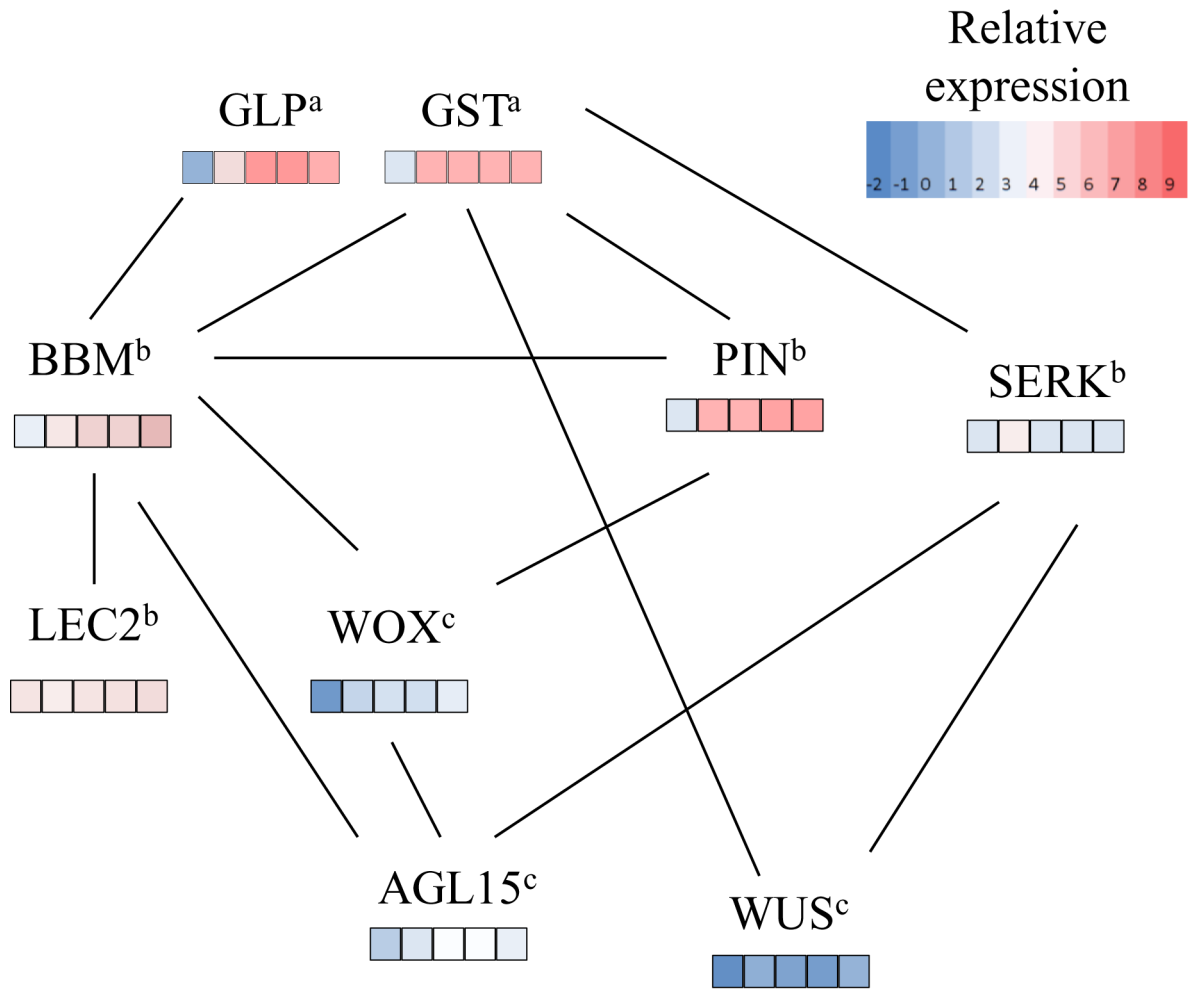 Relative
expression
-2 -1 0 1 2 3 4 5 6 7 8 9
GLPᵃ GSTᵃ
BBMᵇ PINᵇ SERKᵇ
LEC2ᵇ WOXᶜ
AGL15ᶜ WUSᶜ